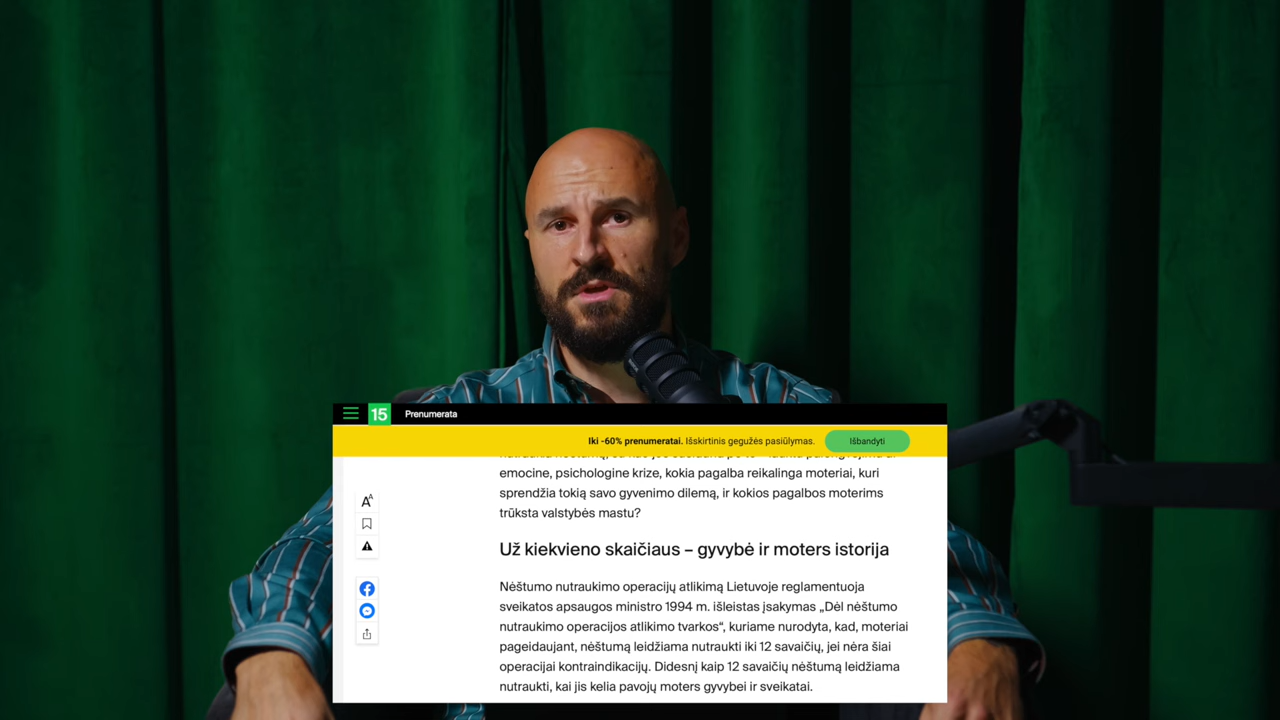 15 Prenumerata
Iki -60% prenumeratai. Išskirtinis gegužės pasiūlymas. Išbandyti
emocine, psichologine krize, kokia pagalba reikalinga moteriai, kuri
sprendžia tokią savo gyvenimo dilemą, ir kokios pagalbos moterims
trūksta valstybės mastu?
Už kiekvieno skaičiaus – gyvybė ir moters istorija
Nėštumo nutraukimo operacijų atlikimą Lietuvoje reglamentuoja
sveikatos apsaugos ministro 1994 m. išleistas įsakymas „Dėl nėštumo
nutraukimo operacijos atlikimo tvarkos“, kuriame nurodyta, kad, moteriai
pageidaujant, nėštumą leidžiama nutraukti iki 12 savaičių, jei nėra šiai
operacijai kontraindikacijų. Didesnį kaip 12 savaičių nėštumą leidžiama
nutraukti, kai jis kelia pavojų moters gyvybei ir sveikatai.